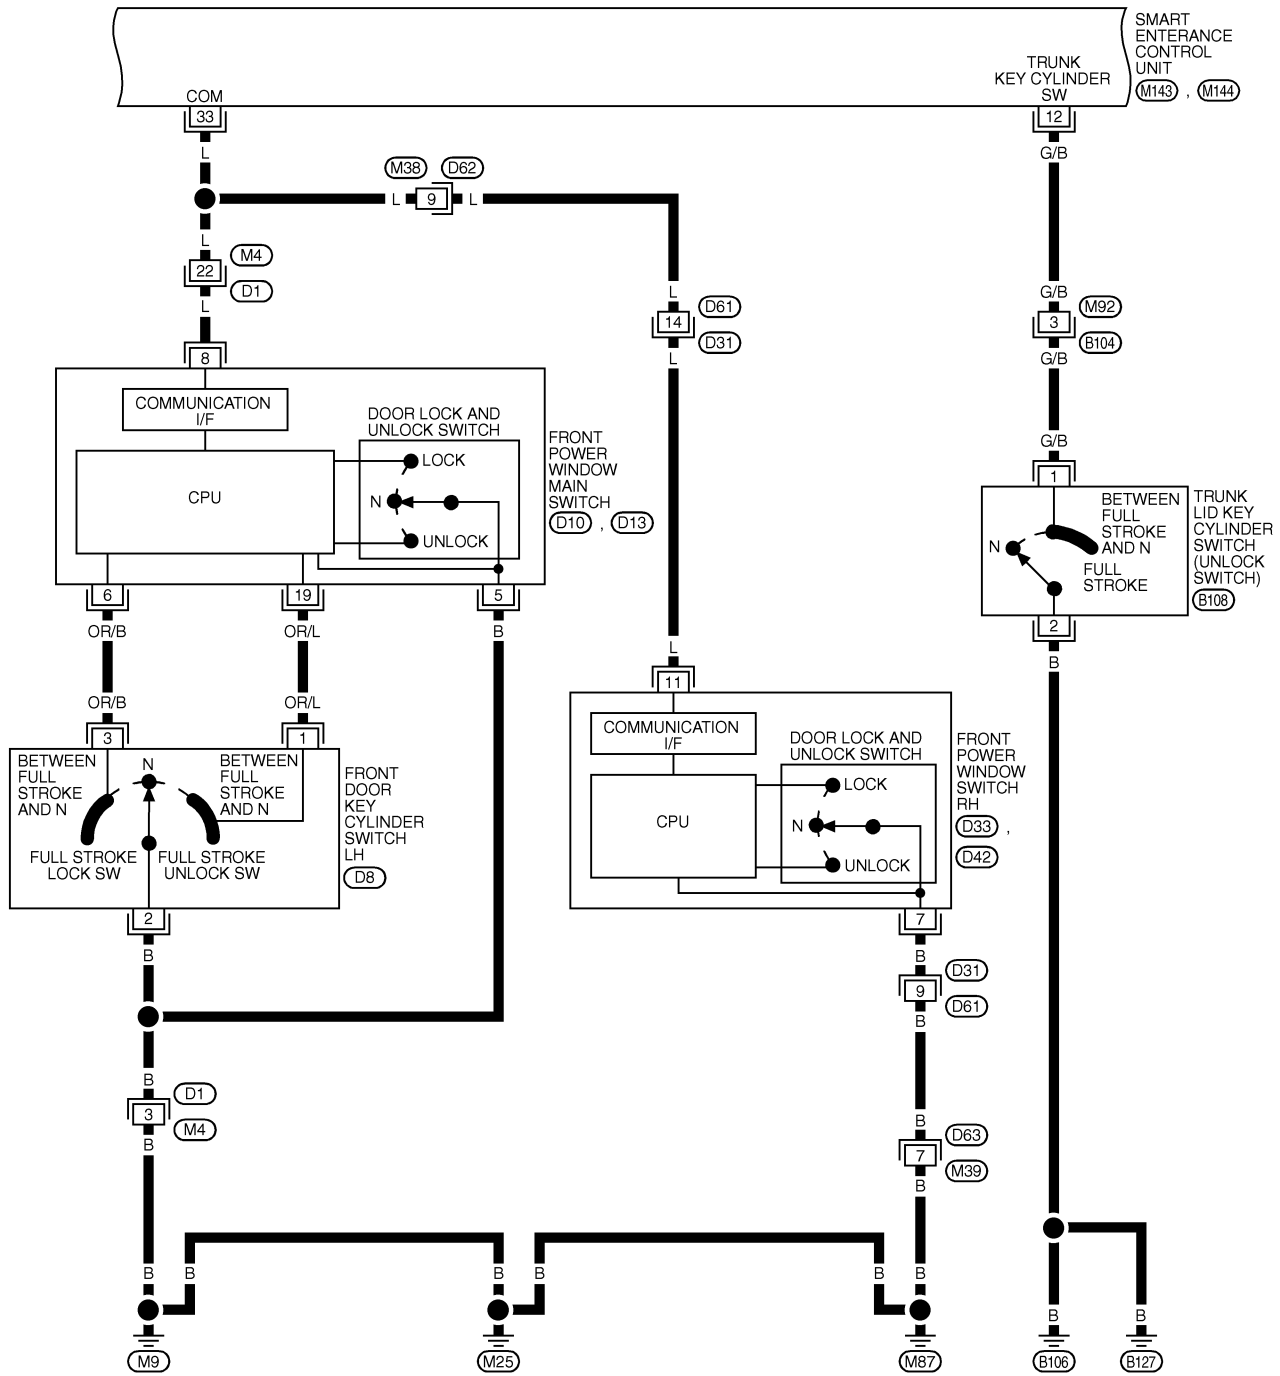 SMART
ENTERANCE
CONTROL
UNIT
M143 , M144
TRUNK
KEY CYLINDER
SW
COM
33
12
L
G/B
M38
D62
L
9
L
L
M4
22
D1
L
L
D61
14
D31
L
G/B
M92
3
B104
G/B
G/B
8
COMMUNICATION
I/F
CPU
DOOR LOCK AND
UNLOCK SWITCH
LOCK
N
UNLOCK
FRONT
POWER
WINDOW
MAIN
SWITCH
D10 , D13
1
BETWEEN
FULL
STROKE
AND N
N
FULL
STROKE
TRUNK
LID KEY
CYLINDER
SWITCH
(UNLOCK
SWITCH)
B108
2
B
6
19
5
OR/B
OR/L
B
OR/B
OR/L
L
11
3
1
BETWEEN
FULL
STROKE
AND N
N
BETWEEN
FULL
STROKE
AND N
FULL STROKE
LOCK SW
FULL STROKE
UNLOCK SW
FRONT
DOOR
KEY
CYLINDER
SWITCH
LH
D8
2
B
COMMUNICATION
I/F
CPU
DOOR LOCK AND
UNLOCK SWITCH
LOCK
N
UNLOCK
FRONT
POWER
WINDOW
SWITCH
RH
D33 ,
D42
7
B
D31
9
D61
B
B
D1
3
M4
B
B
D63
7
M39
B
B
B
B
B
B
B
B
B
B
M9
M25
M87
B106
B127